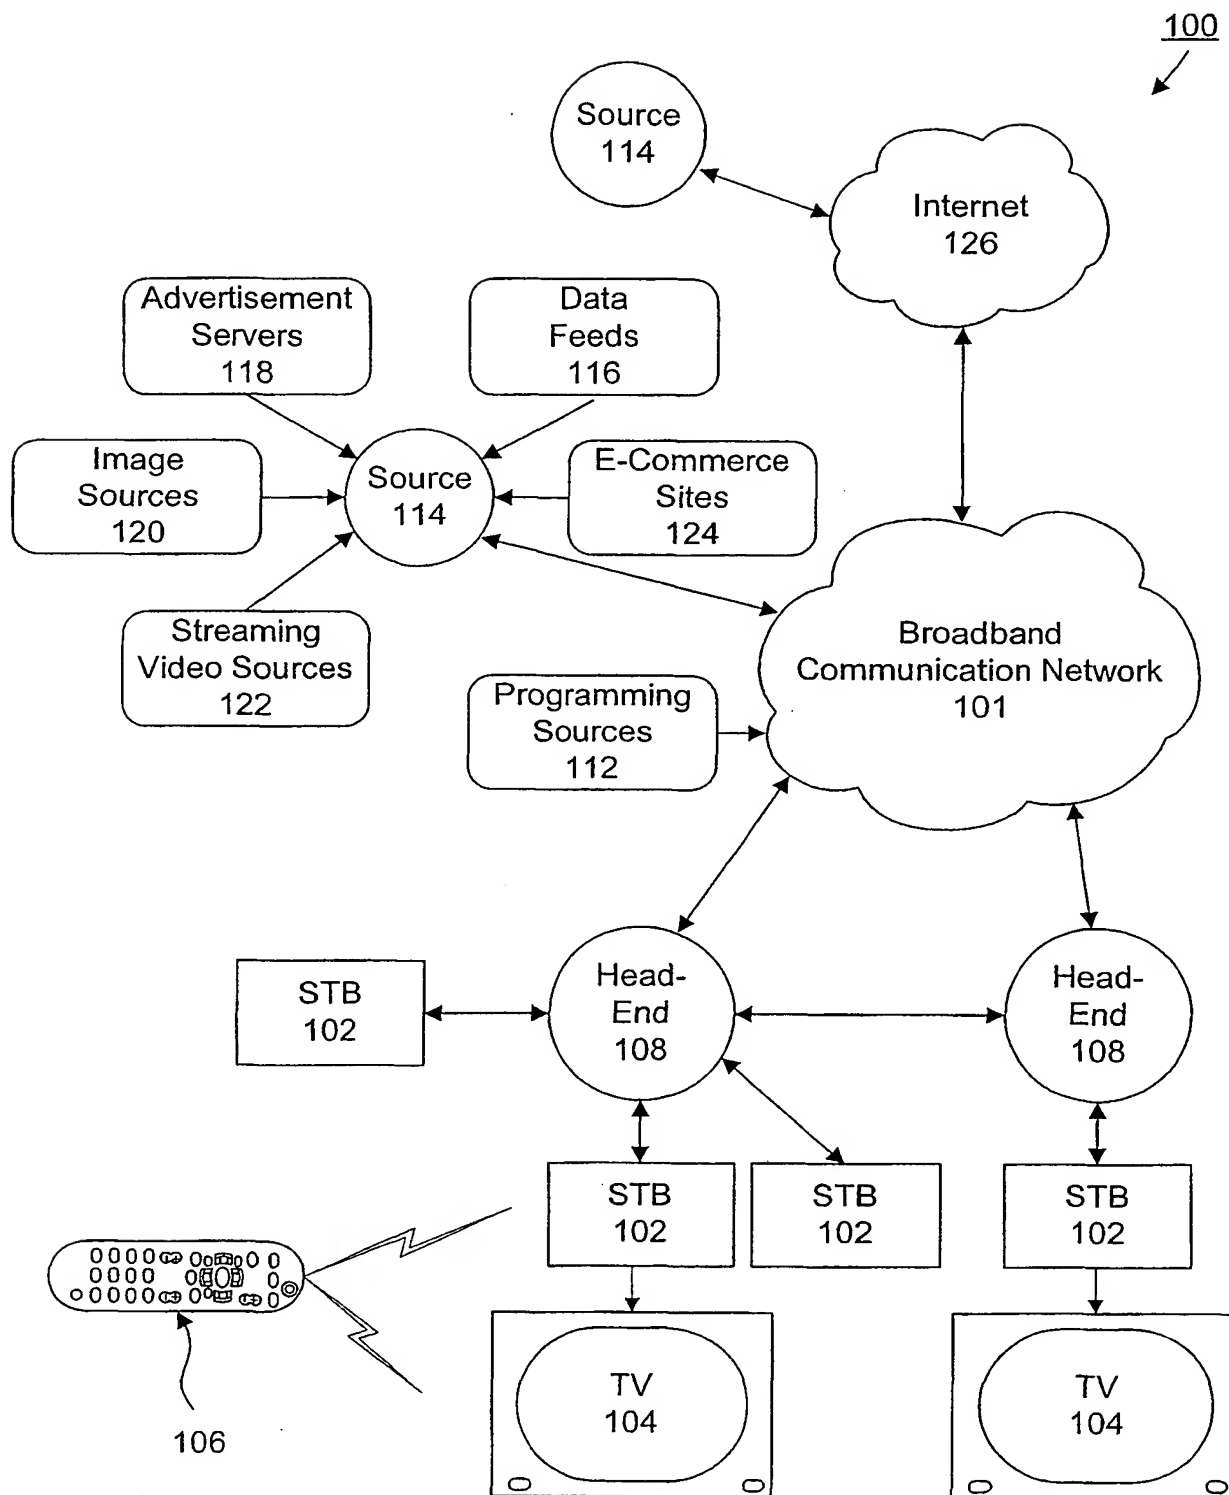 100
Source
114
Internet
126
Advertisement
Servers
118
Data
Feeds
116
Image
Sources
120
Source
114
E-Commerce
Sites
124
Streaming
Video Sources
122
Broadband
Communication Network
101
Programming
Sources
112
STB
102
Head-
End
108
Head-
End
108
STB
102
STB
102
STB
102
106
TV
104
TV
104